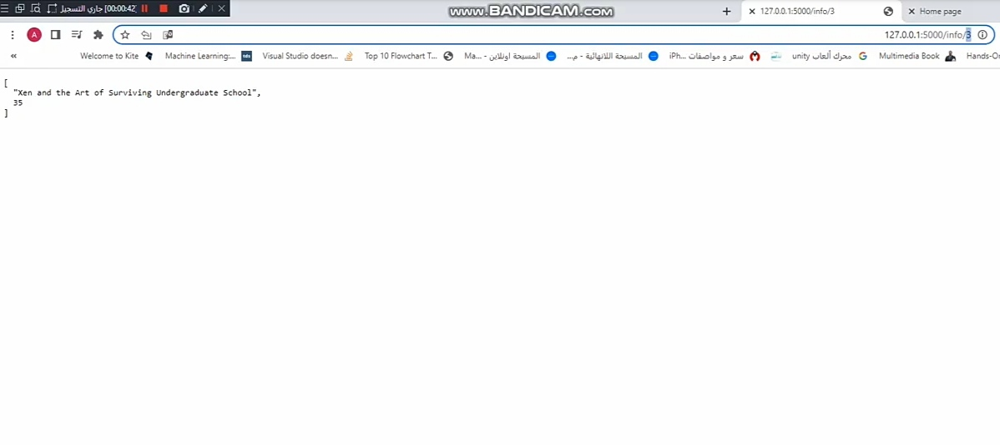 جاري التسجيل [00:00:42]
www.BANDICAM.com
127.0.0.1:5000/info/3
Home page
A
127.0.0.1:5000/info/3
Welcome to Kite
Machine Learning:...
tds
Visual Studio doesn...
Top 10 Flowchart T...
Ma... - المسبحة اونلاين
المسبحة اللانهائية - م...
سعر و مواصفات iPh...
محرك ألعاب unity
Multimedia Book
Hands-On
[
"Xen and the Art of Surviving Undergraduate School",
35
]